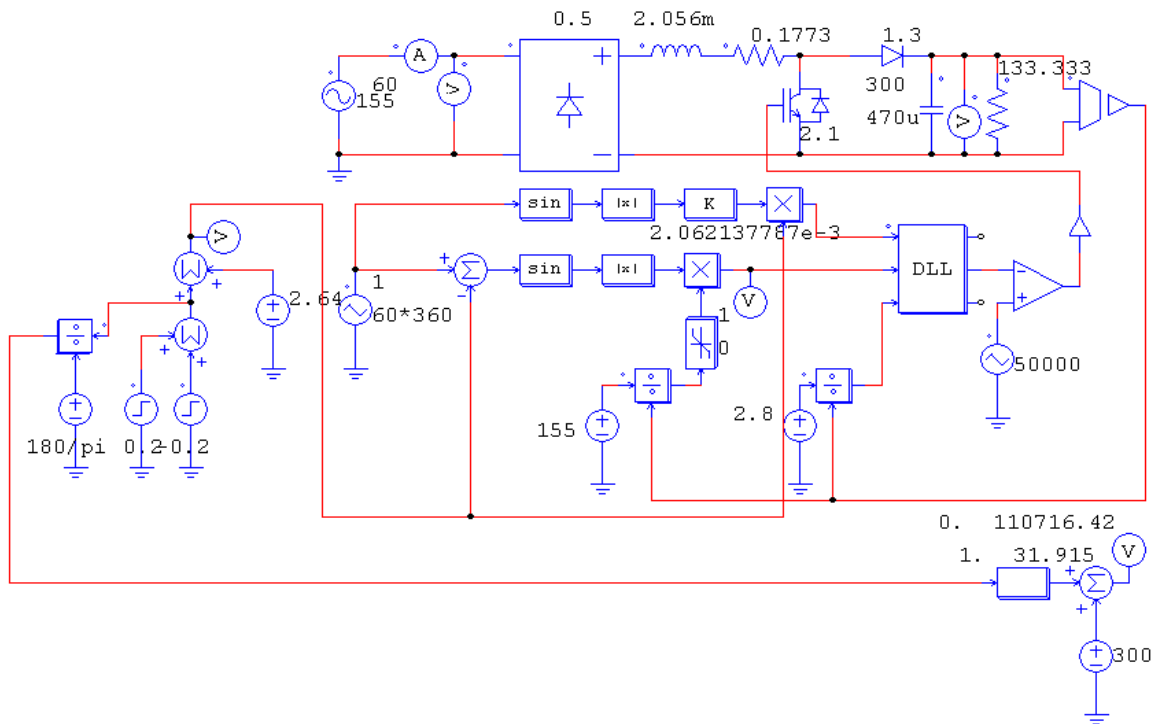 0.5 2.056m
0.1773 1.3
A
60
155
V
300
133.333
470u
V
2.1
sin |x| K
2.062137787e-3
V
1
sin |x|
DLL
2.64
60*360
V
1
0
50000
155
2.8
180/pi 0.2 -0.2
0. 110716.42
V
1. 31.915
300